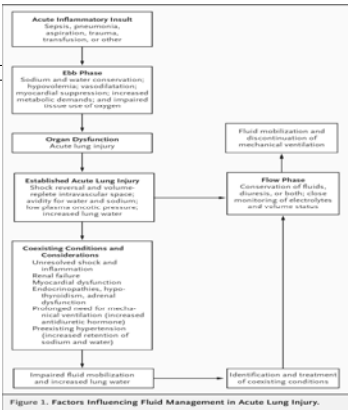 Acute Inflammatory Insult
Sepsis, pneumonia,
aspiration, trauma,
transfusion, or other
Ebb Phase
Sodium and water conservation;
hypovolemia; vasodilatation;
myocardial suppression; increased
metabolic demands; and impaired
tissue use of oxygen
Organ Dysfunction
Acute lung injury
Fluid mobilization and
discontinuation of
mechanical ventilation
Established Acute Lung Injury
Shock reversal and volume-
replete intravascular space;
avidity for water and sodium;
low plasma oncotic pressure;
increased lung water
Flow Phase
Conservation of fluids,
diuresis, or both; close
monitoring of electrolytes
and volume status
Coexisting Conditions and
Considerations
Unresolved shock and
inflammation
Renal failure
Myocardial dysfunction
Endocrinopathies, hypo-
thyroidism, adrenal
dysfunction
Prolonged need for mecha-
nical ventilation (increased
antidiuretic hormone)
Preexisting hypertension
(increased retention of
sodium and water)
Impaired fluid mobilization
and increased lung water
Identification and treatment
of coexisting conditions
Figure 1. Factors Influencing Fluid Management in Acute Lung Injury.